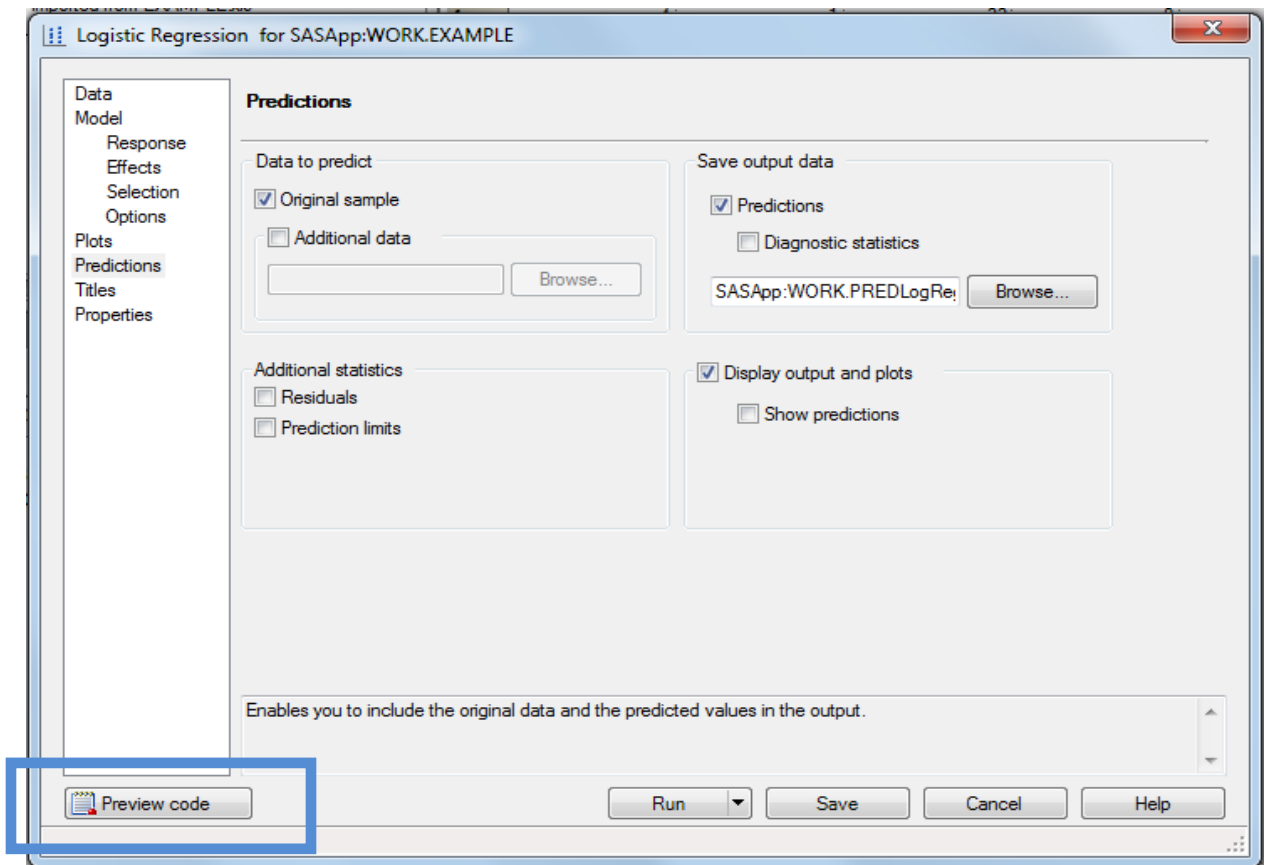 Logistic Regression for SASApp:WORK.EXAMPLE
Data
Model
Response
Effects
Selection
Options
Plots
Predictions
Titles
Properties
Predictions
Data to predict
Original sample
Additional data
Browse...
Save output data
Predictions
Diagnostic statistics
SASApp:WORK.PREDLogRe
Browse...
Additional statistics
Residuals
Prediction limits
Display output and plots
Show predictions
Enables you to include the original data and the predicted values in the output.
Preview code
Run
Save
Cancel
Help